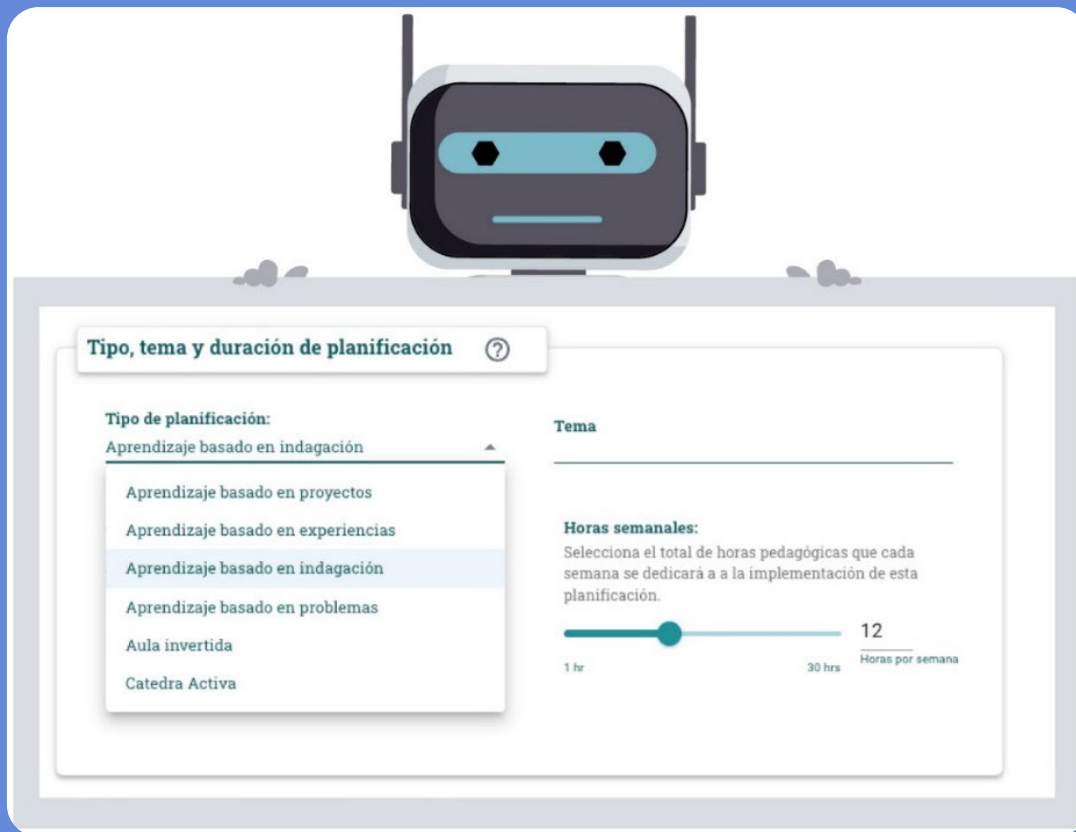 Tipo, tema y duración de planificación
Tipo de planificación:
Aprendizaje basado en indagación
Aprendizaje basado en proyectos
Aprendizaje basado en experiencias
Aprendizaje basado en indagación
Aprendizaje basado en problemas
Aula invertida
Catedra Activa
Tema
Horas semanales:
Selecciona el total de horas pedagógicas que cada
semana se dedicará a a la implementación de esta
planificación.
12
1 hr
30 hrs
Horas por semana